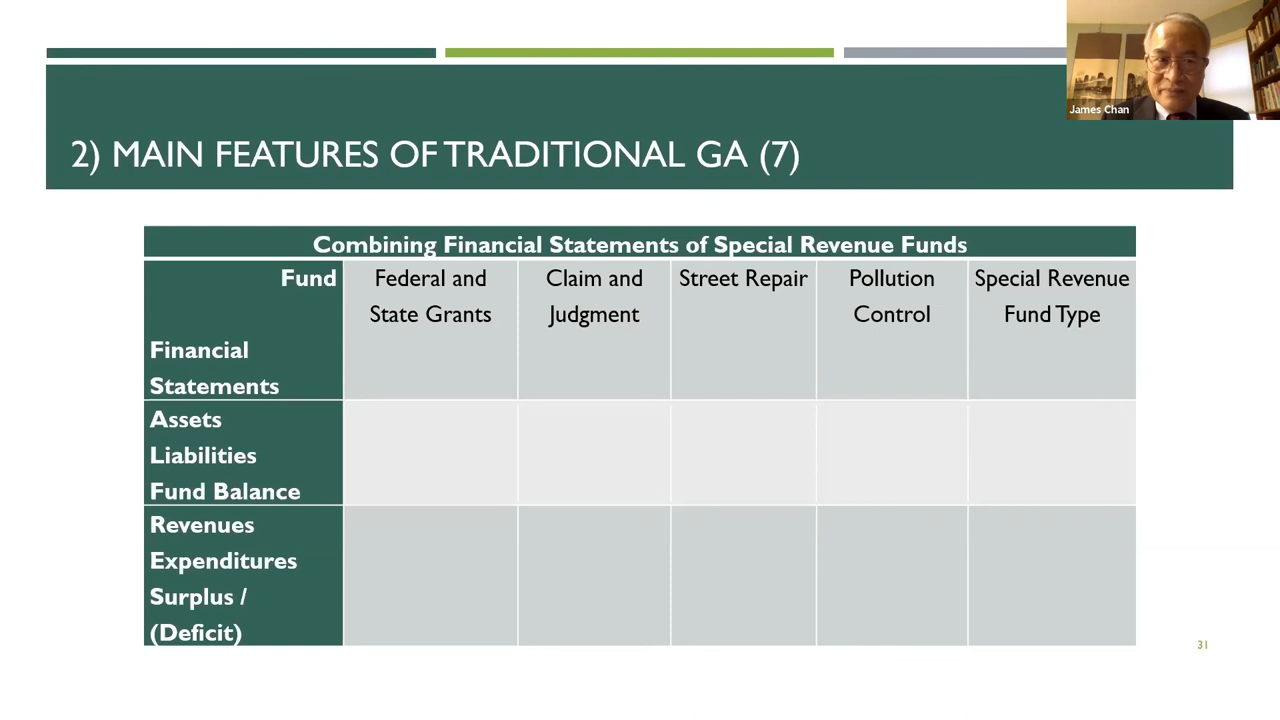 James Chan
2) MAIN FEATURES OF TRADITIONAL GA (7)
Combining Financial Statements of Special Revenue Funds
Fund
Financial
Statements
Federal and
State Grants
Claim and
Judgment
Street Repair
Pollution
Control
Special Revenue
Fund Type
Assets
Liabilities
Fund Balance
Revenues
Expenditures
Surplus /
(Deficit)
31